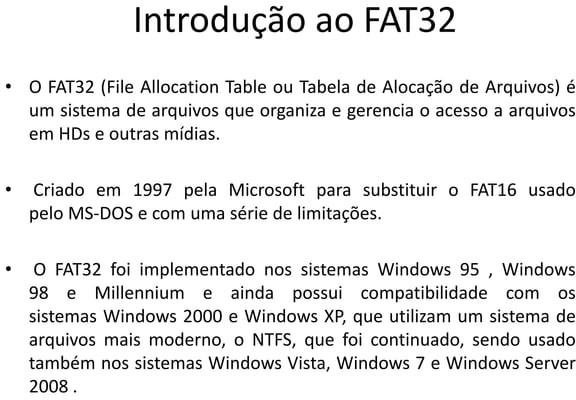 Introdução ao FAT32
• O FAT32 (File Allocation Table ou Tabela de Alocação de Arquivos) é
um sistema de arquivos que organiza e gerencia o acesso a arquivos
em HDs e outras mídias.
• Criado em 1997 pela Microsoft para substituir o FAT16 usado
pelo MS-DOS e com uma série de limitações.
• O FAT32 foi implementado nos sistemas Windows 95 , Windows
98 e Millennium e ainda possui compatibilidade com os
sistemas Windows 2000 e Windows XP, que utilizam um sistema de
arquivos mais moderno, o NTFS, que foi continuado, sendo usado
também nos sistemas Windows Vista, Windows 7 e Windows Server
2008 .